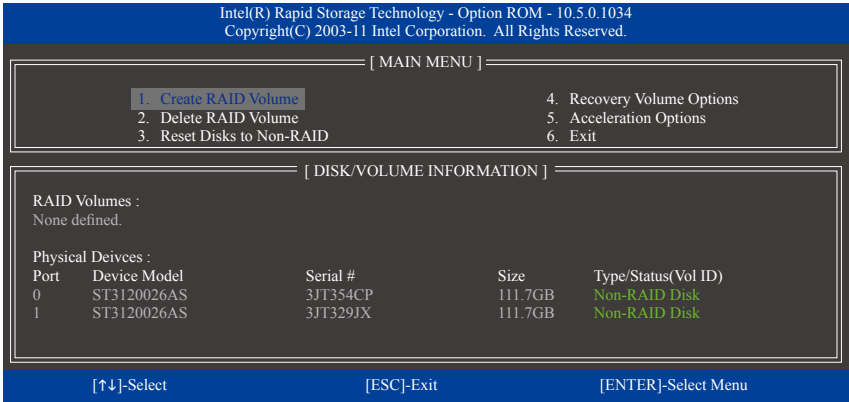 Intel(R) Rapid Storage Technology - Option ROM - 10.5.0.1034
Copyright(C) 2003-11 Intel Corporation. All Rights Reserved.
[ MAIN MENU ]
1. Create RAID Volume
2. Delete RAID Volume
3. Reset Disks to Non-RAID
4. Recovery Volume Options
5. Acceleration Options
6. Exit
[ DISK/VOLUME INFORMATION ]
RAID Volumes :
None defined.
Physical Deivces :
Port Device Model Serial # Size Type/Status(Vol ID)
0 ST3120026AS 3JT354CP 111.7GB Non-RAID Disk
1 ST3120026AS 3JT329JX 111.7GB Non-RAID Disk
[↑↓]-Select [ESC]-Exit [ENTER]-Select Menu